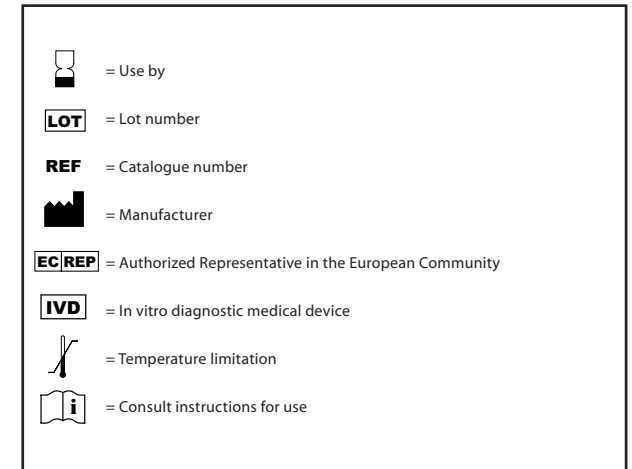 = Use by
LOT = Lot number
REF = Catalogue number
= Manufacturer
EC REP = Authorized Representative in the European Community
IVD = In vitro diagnostic medical device
= Temperature limitation
i = Consult instructions for use